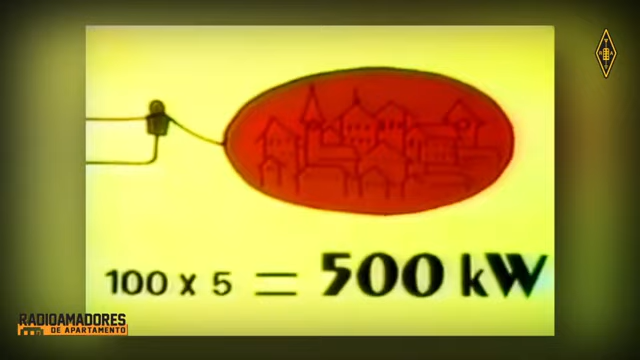 100 x 5 = 500 kW
RADIOAMADORES
DE APARTAMENTO